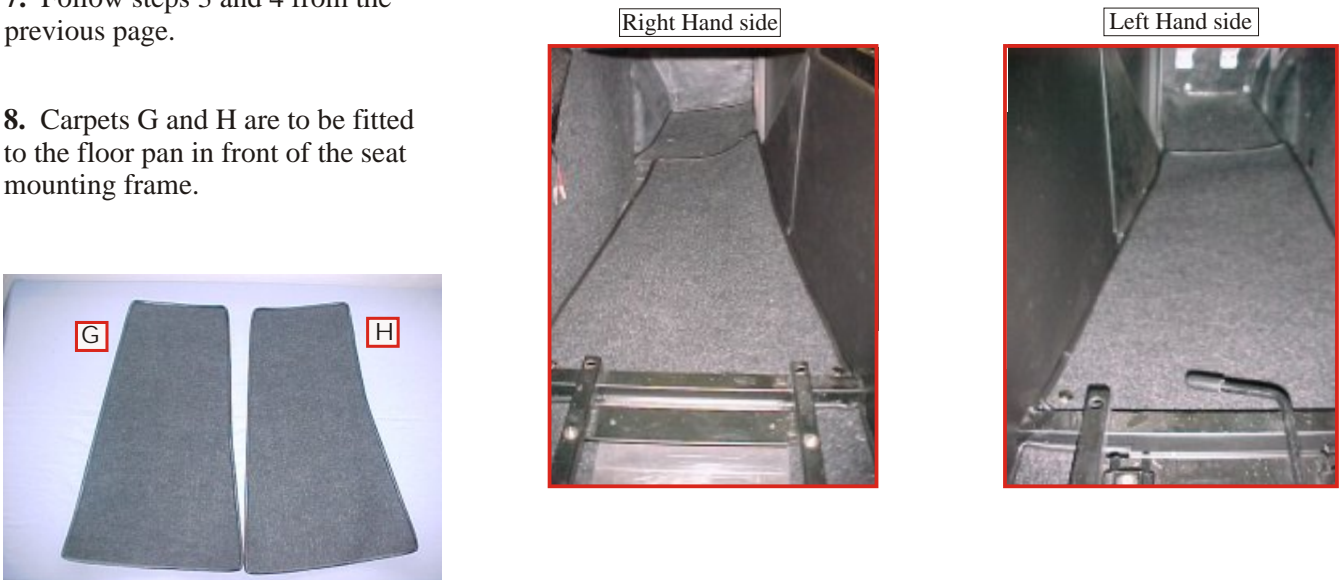 7. Follow steps 3 and 4 from the
previous page.
8. Carpets G and H are to be fitted
to the floor pan in front of the seat
mounting frame.
G
H
Right Hand side
Left Hand side